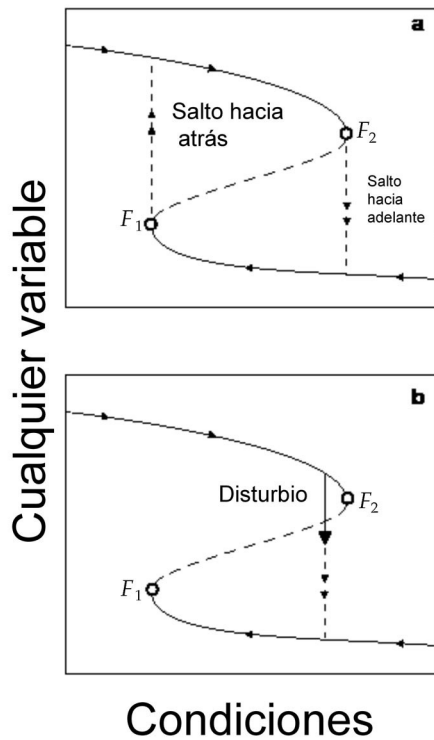 Cualquier variable
a
Salto hacia
atrás
F2
Salto
hacia
adelante
F1
b
Disturbio
F2
F1
Condiciones